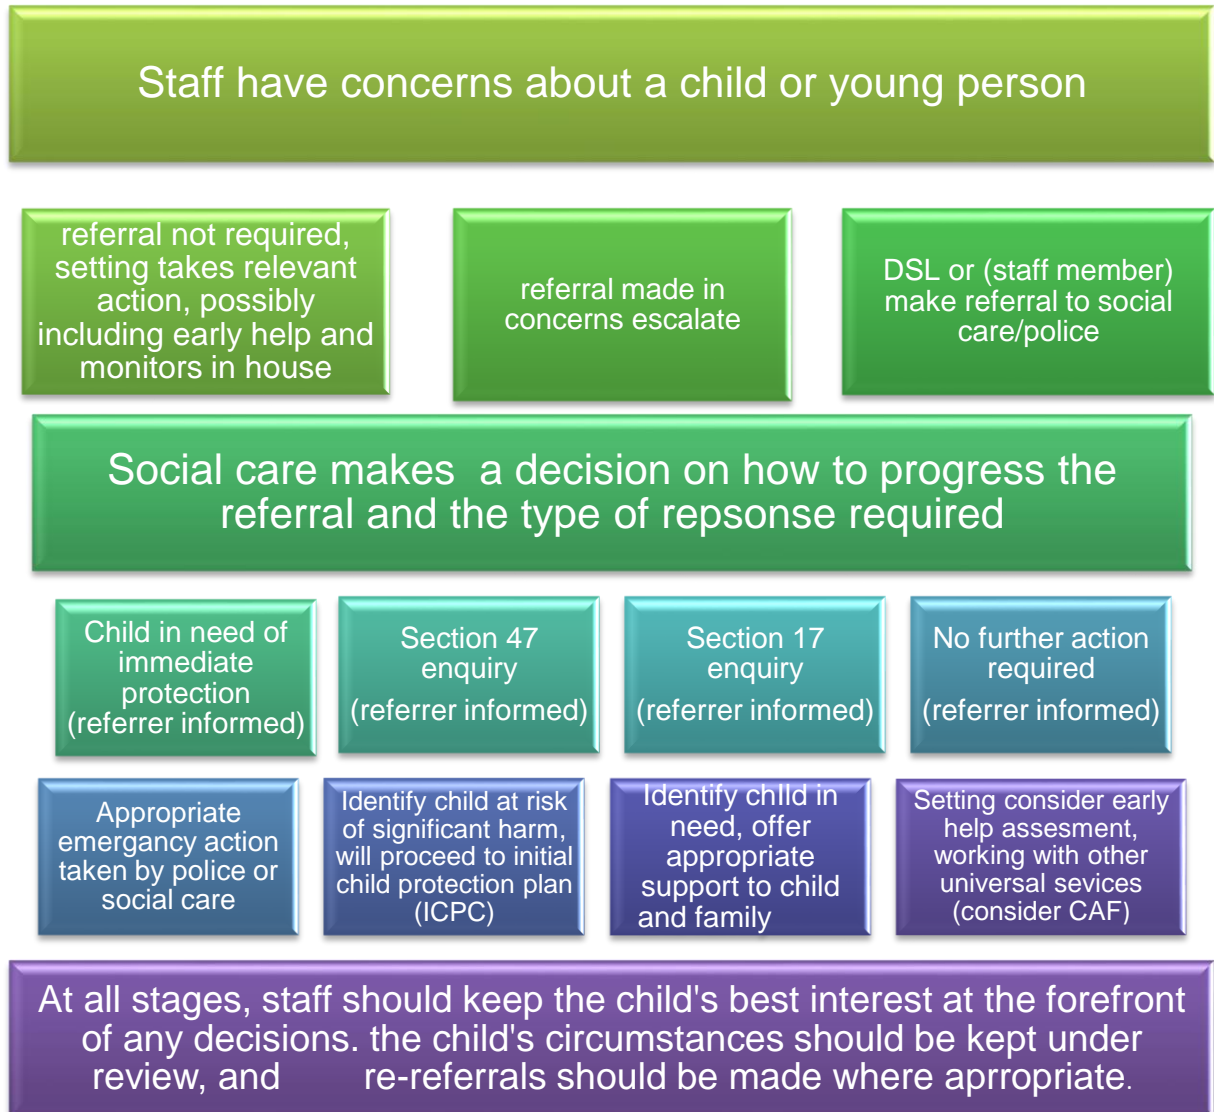 Staff have concerns about a child or young person
referral not required,
setting takes relevant
action, possibly
including early help and
monitors in house
referral made in
concerns escalate
DSL or (staff member)
make referral to social
care/police
Social care makes  a decision on how to progress the
referral and the type of repsonse required
Child in need of
immediate
protection
(referrer informed)
Section 47
enquiry
(referrer informed)
Section 17
enquiry
(referrer informed)
No further action
required
(referrer informed)
Appropriate
emergancy action
taken by police or
social care
Identify child at risk
of significant harm,
will proceed to initial
child protection plan
(ICPC)
Identify chIld in
need, offer
appropriate
support to child
and family
Setting consider early
help assesment,
working with other
universal sevices
(consider CAF)
At all stages, staff should keep the child's best interest at the forefront
of any decisions. the child's circumstances should be kept under
review, and        re-referrals should be made where aprropriate.